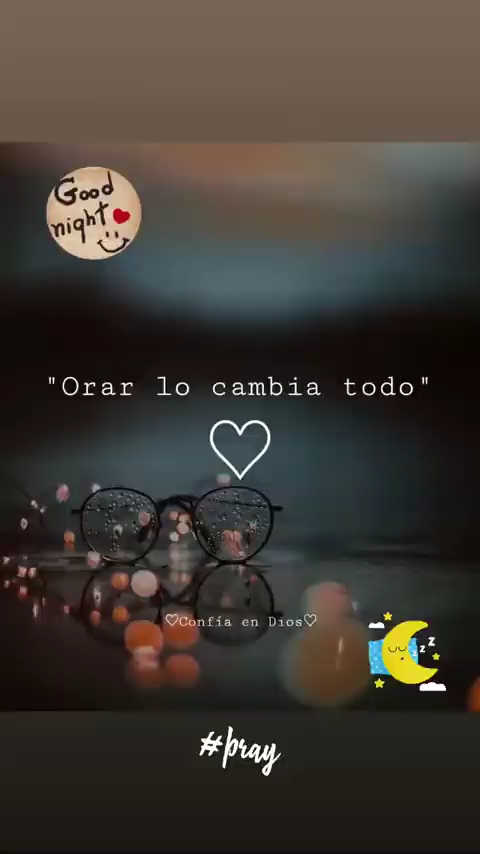 Good
night
"Orar lo cambia todo"
♡Confía en Dios♡
z z z
#pray